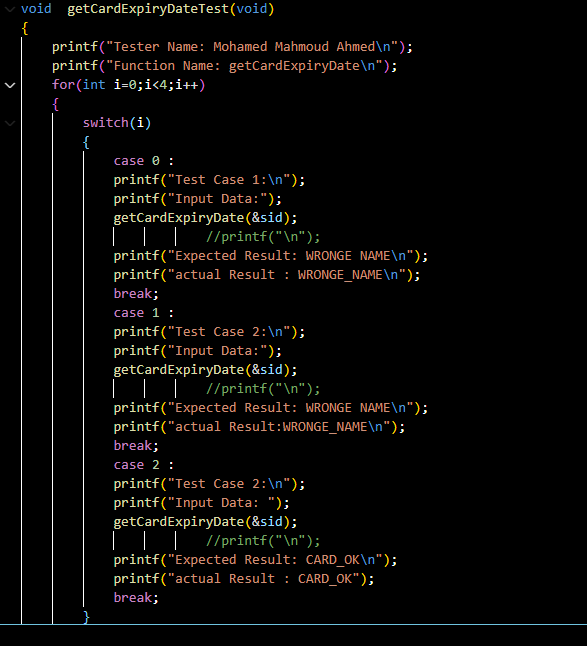 void  getCardExpiryDateTest(void)
{
printf("Tester Name: Mohamed Mahmoud Ahmed\n");
printf("Function Name: getCardExpiryDate\n");
for(int i=0;i<4;i++)
{
switch(i)
{
case 0 :
printf("Test Case 1:\n");
printf("Input Data:");
getCardExpiryDate(&sid);
//printf("\n");
printf("Expected Result: WRONGE NAME\n");
printf("actual Result : WRONGE_NAME\n");
break;
case 1 :
printf("Test Case 2:\n");
printf("Input Data:");
getCardExpiryDate(&sid);
//printf("\n");
printf("Expected Result: WRONGE NAME\n");
printf("actual Result:WRONGE_NAME\n");
break;
case 2 :
printf("Test Case 2:\n");
printf("Input Data: ");
getCardExpiryDate(&sid);
//printf("\n");
printf("Expected Result: CARD_OK\n");
printf("actual Result : CARD_OK");
break;
}